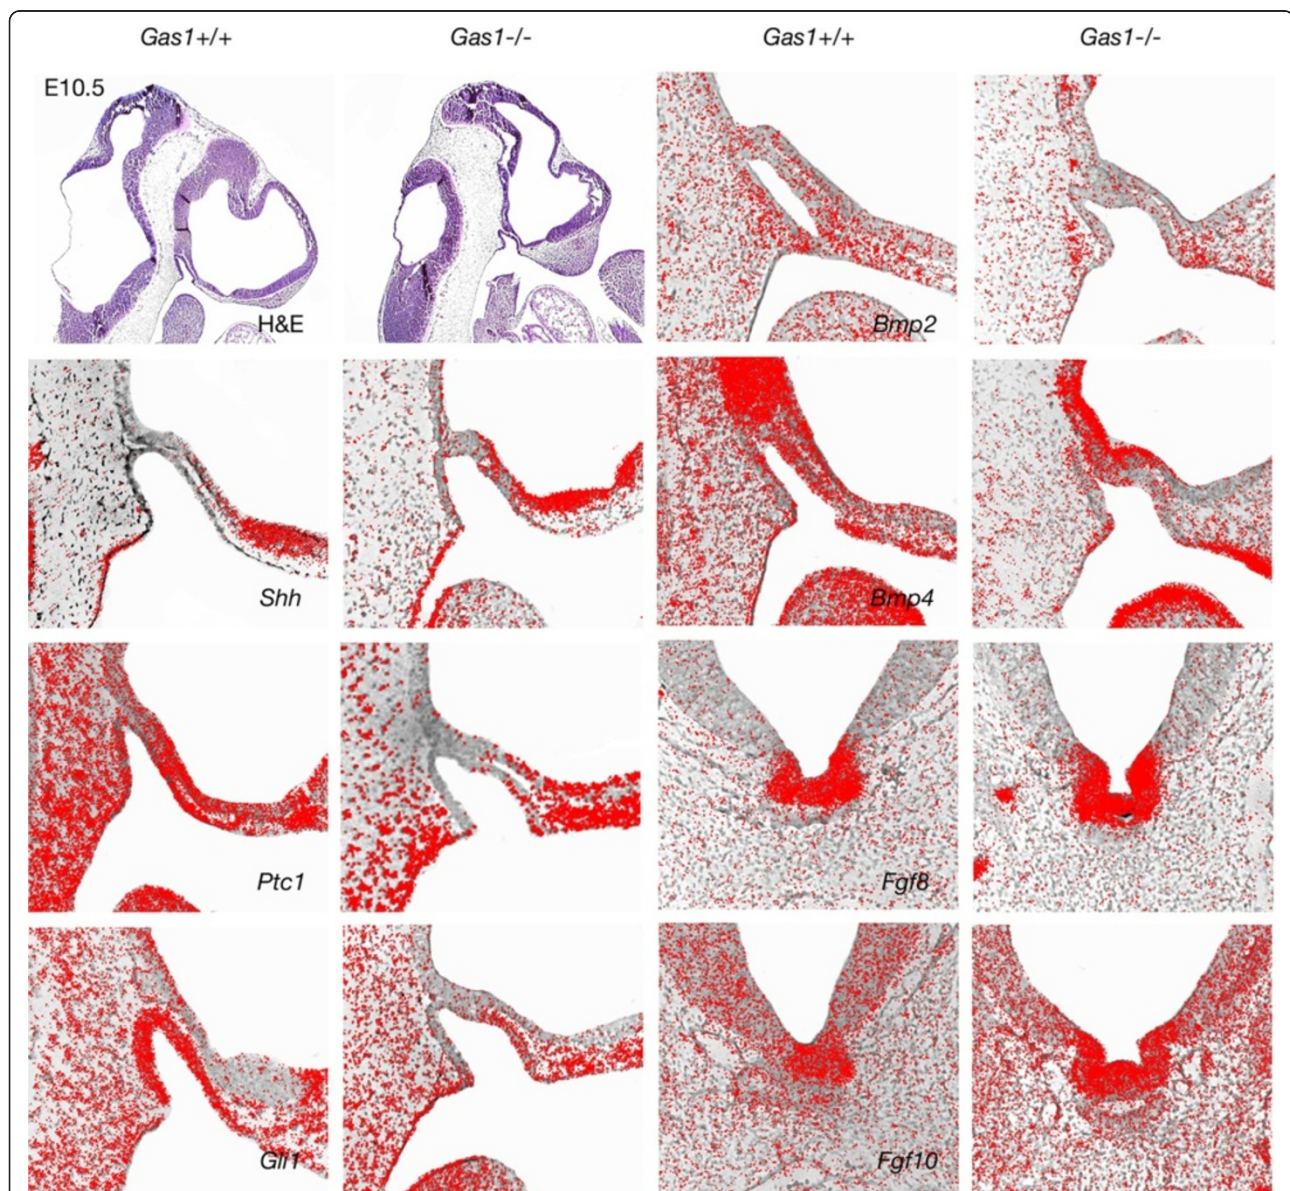 Gas1+/+ Gas1-/- Gas1+/+ Gas1-/-
E10.5
H&E
Bmp2
Shh
Bmp4
Ptc1
Fgf8
Gli1
Fgf10